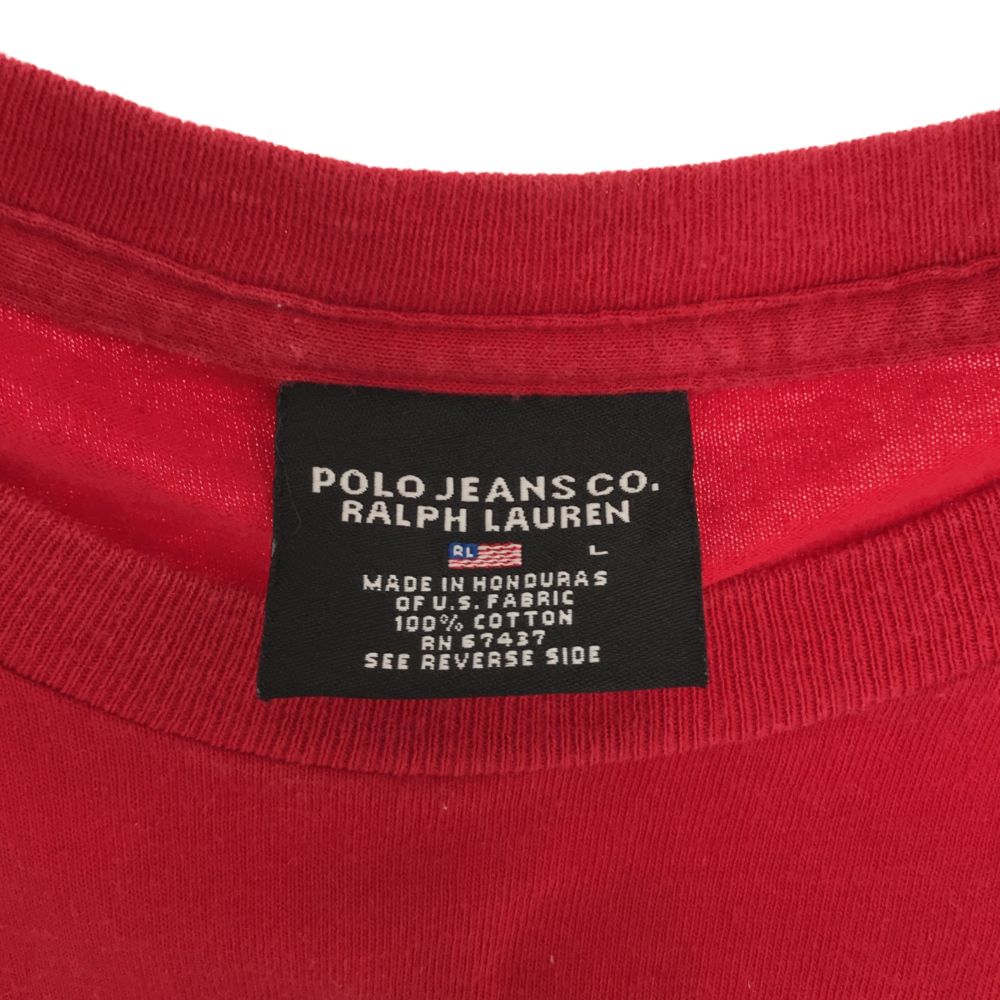 POLO JEANS CO.
RALPH LAUREN
RL L
MADE IN HONDURAS
OF U.S. FABRIC
100% COTTON
RN 67437
SEE REVERSE SIDE